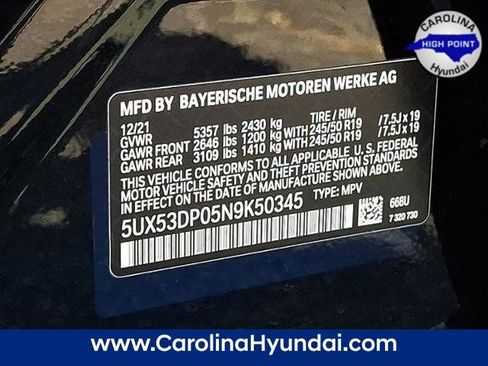 CAROLINA
HIGH POINT
Hyundai
MFD BY BAYERISCHE MOTOREN WERKE AG
12/21 TIRE / RIM
GVWR 5357 lbs 2430 kg
GAWR FRONT 2646 lbs 1200 kg WITH 245/50 R19 /7.5J x 19
GAWR REAR 3109 lbs 1410 kg WITH 245/50 R19 /7.5J x 19
THIS VEHICLE CONFORMS TO ALL APPLICABLE U.S. FEDERAL
MOTOR VEHICLE SAFETY AND THEFT PREVENTION STANDARDS
IN EFFECT ON THE DATE OF MANUFACTURE SHOWN ABOVE.
5UX53DP05N9K50345 TYPE: MPV 668U
7 320 730
www.CarolinaHyundai.com